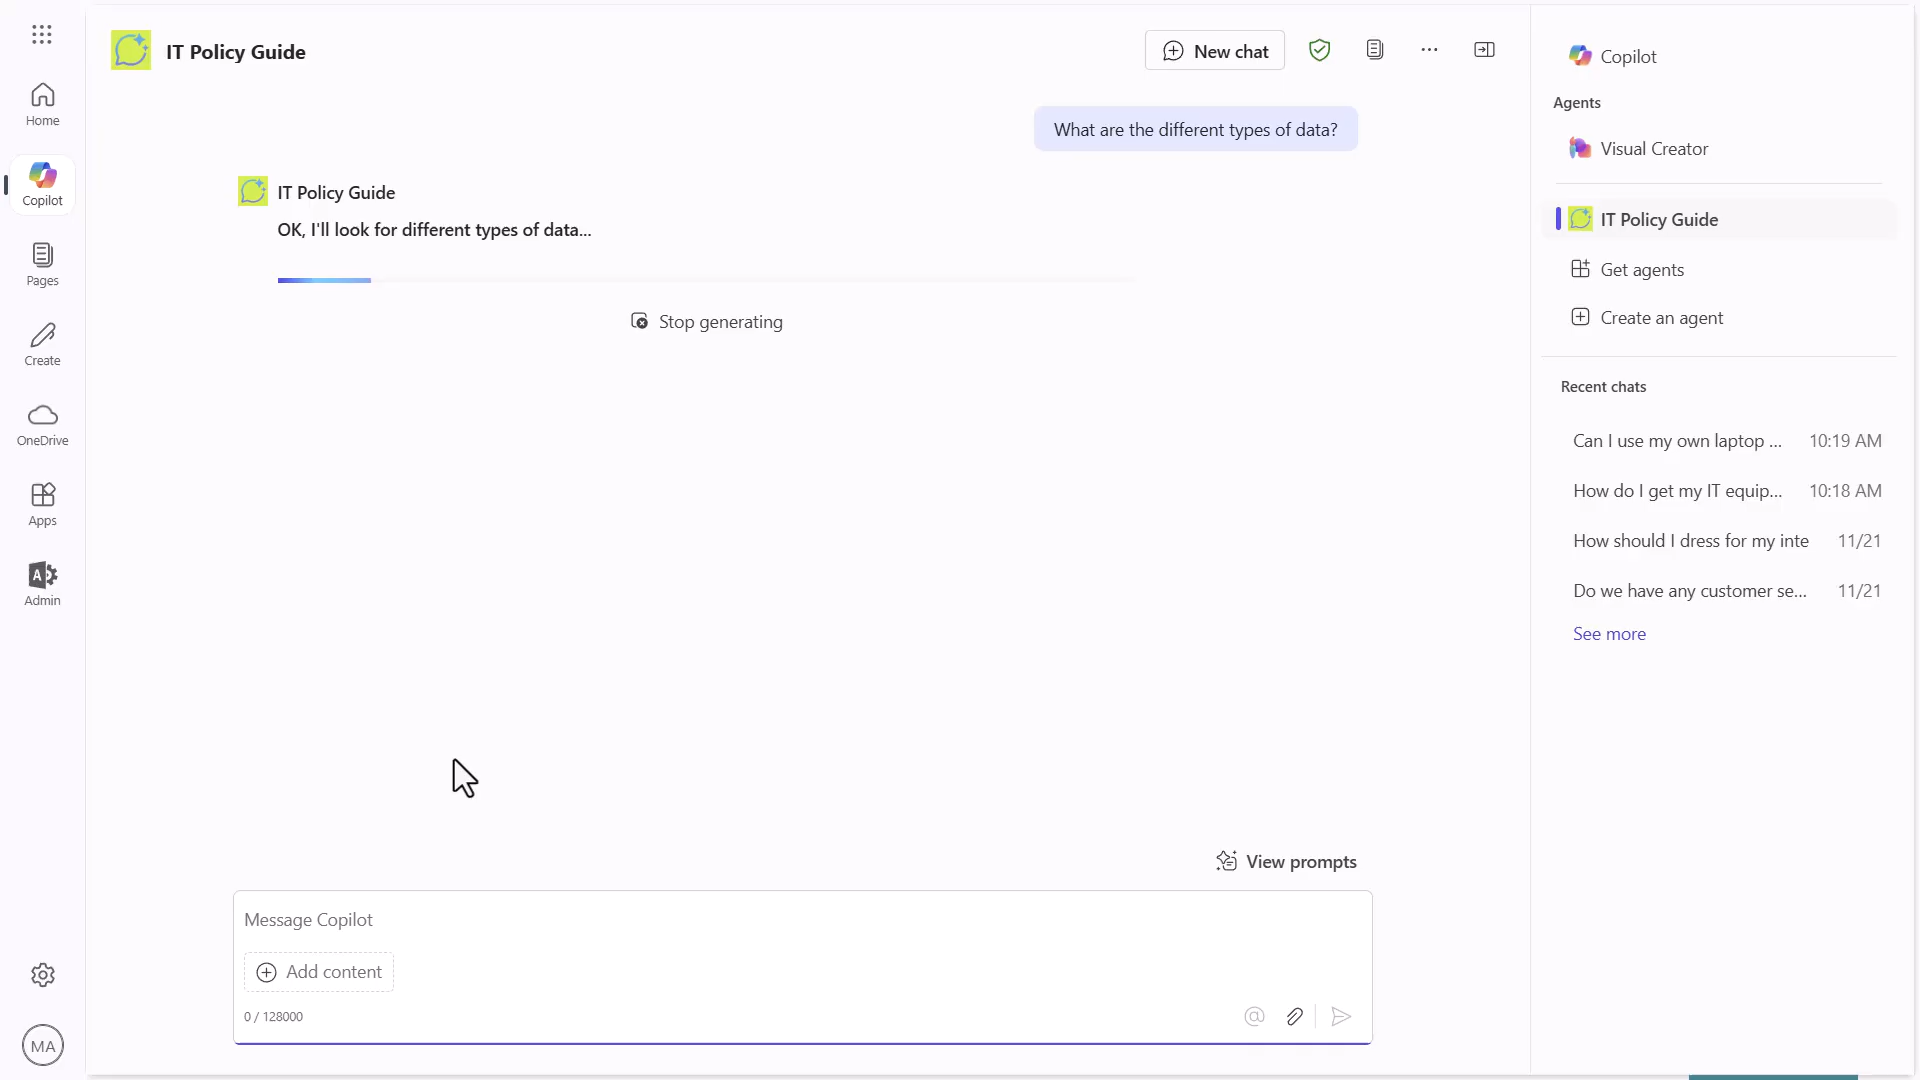 IT Policy Guide
New chat
Home
Copilot
Pages
Create
OneDrive
Apps
Admin
MA
What are the different types of data?
IT Policy Guide
OK, I'll look for different types of data...
Stop generating
View prompts
Message Copilot
Add content
0 / 128000
Copilot
Agents
Visual Creator
IT Policy Guide
Get agents
Create an agent
Recent chats
Can I use my own laptop ... 10:19 AM
How do I get my IT equip... 10:18 AM
How should I dress for my inte 11/21
Do we have any customer se... 11/21
See more